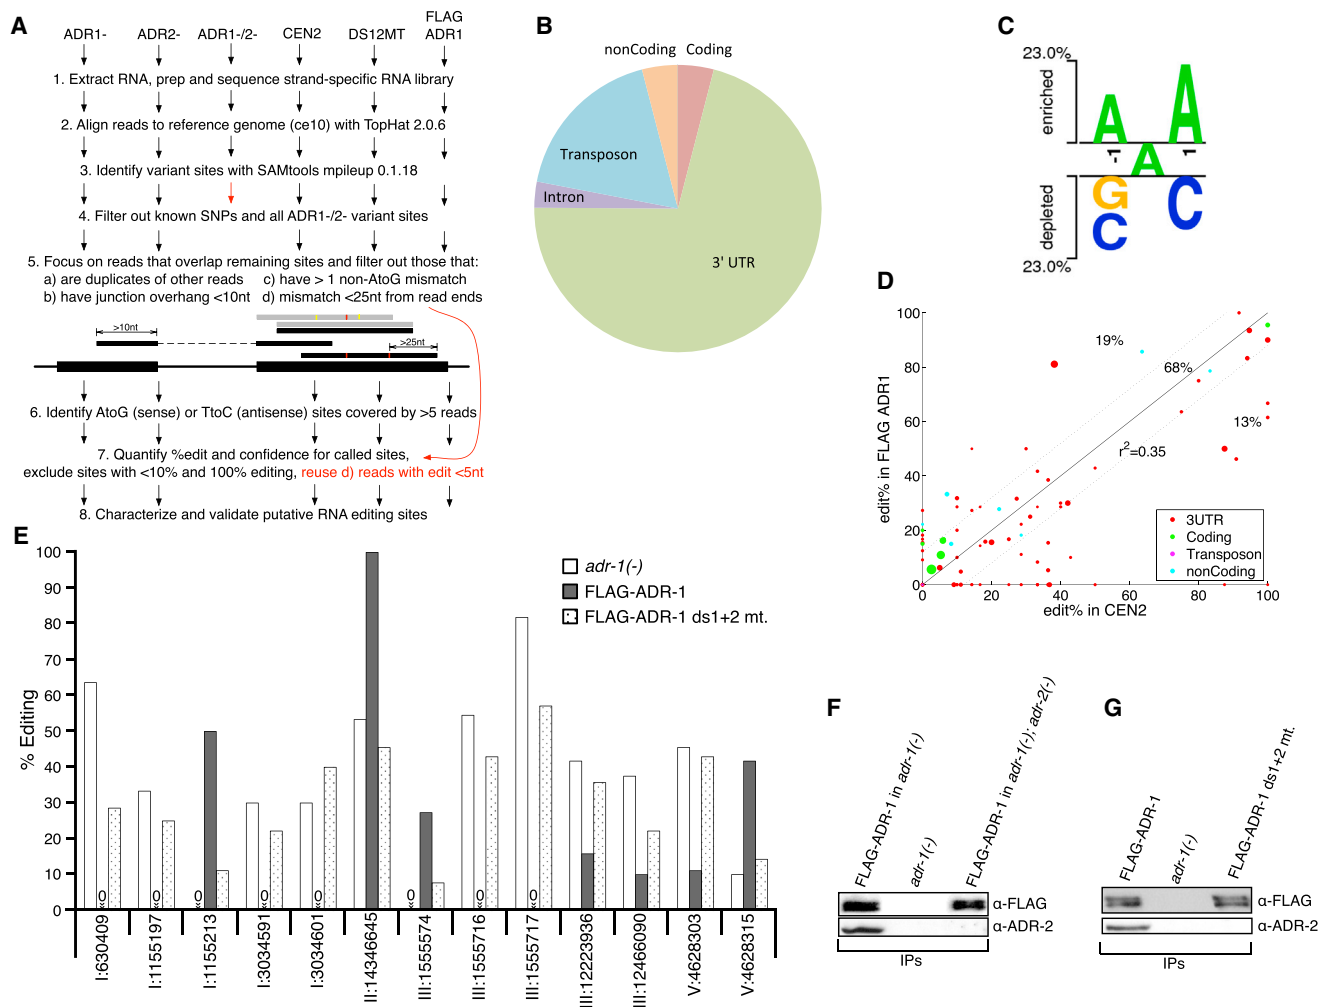 A
ADR1-
ADR2-
ADR1-/2-
CEN2
DS12MT
FLAG
ADR1
1. Extract RNA, prep and sequence strand-specific RNA library
2. Align reads to reference genome (ce10) with TopHat 2.0.6
3. Identify variant sites with SAMtools mpileup 0.1.18
4. Filter out known SNPs and all ADR1-/2- variant sites
5. Focus on reads that overlap remaining sites and filter out those that:
a) are duplicates of other reads
c) have > 1 non-AtoG mismatch
b) have junction overhang <10nt
d) mismatch <25nt from read ends
>10nt
>25nt
6. Identify AtoG (sense) or TtoC (antisense) sites covered by >5 reads
7. Quantify %edit and confidence for called sites,
exclude sites with <10% and 100% editing, reuse d) reads with edit <5nt
8. Characterize and validate putative RNA editing sites
B
nonCoding
Coding
Transposon
Intron
3' UTR
C
23.0%
enriched
depleted
23.0%
A
A
A
-1
1
G
C
C
D
edit% in FLAG ADR1
100
80
60
40
20
0
0
20
40
60
80
100
edit% in CEN2
19%
68%
13%
r²=0.35
3UTR
Coding
Transposon
nonCoding
E
% Editing
100
90
80
70
60
50
40
30
20
10
0
adr-1(-)
FLAG-ADR-1
FLAG-ADR-1 ds1+2 mt.
0
0
0
0
0
0
0
0
I:630409
I:1155197
I:1155213
I:3034591
I:3034601
II:14346645
III:1555574
III:1555716
III:1555717
III:12223936
III:12466090
V:4628303
V:4628315
F
FLAG-ADR-1 in adr-1(-)
adr-1(-)
FLAG-ADR-1 in adr-1(-); adr-2(-)
α-FLAG
α-ADR-2
IPs
G
FLAG-ADR-1
adr-1(-)
FLAG-ADR-1 ds1+2 mt.
α-FLAG
α-ADR-2
IPs